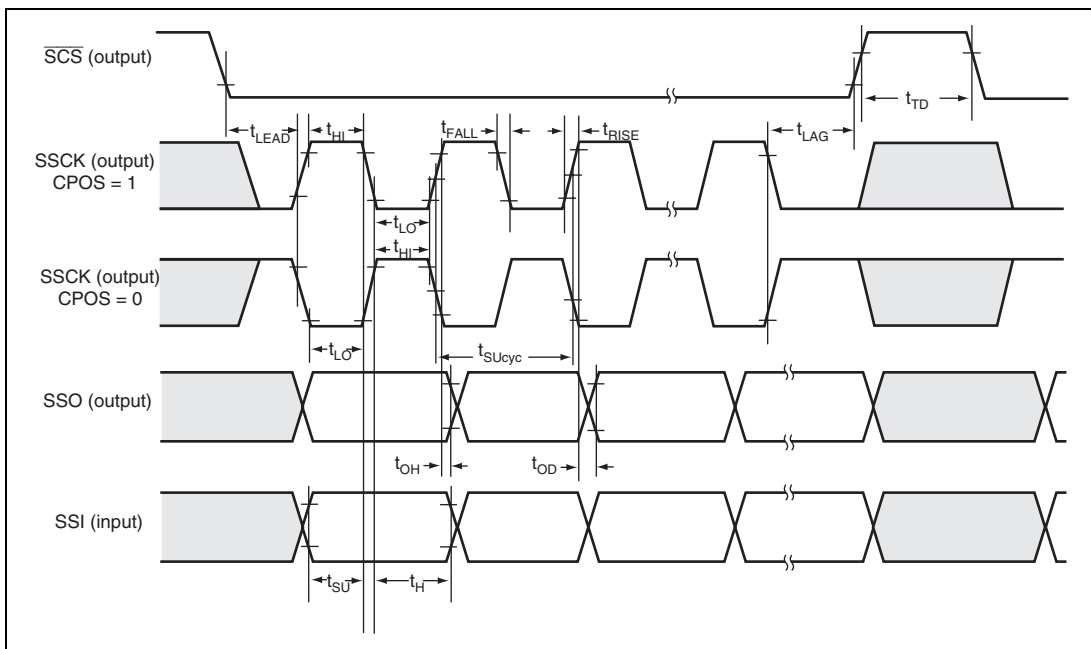 SCS (output)
tTD
tLEAD
tHI
tFALL
tRISE
tLAG
SSCK (output)
CPOS = 1
tLO
tHI
SSCK (output)
CPOS = 0
tLO
tSUcyc
SSO (output)
tOH
tOD
SSI (input)
tSU
tH